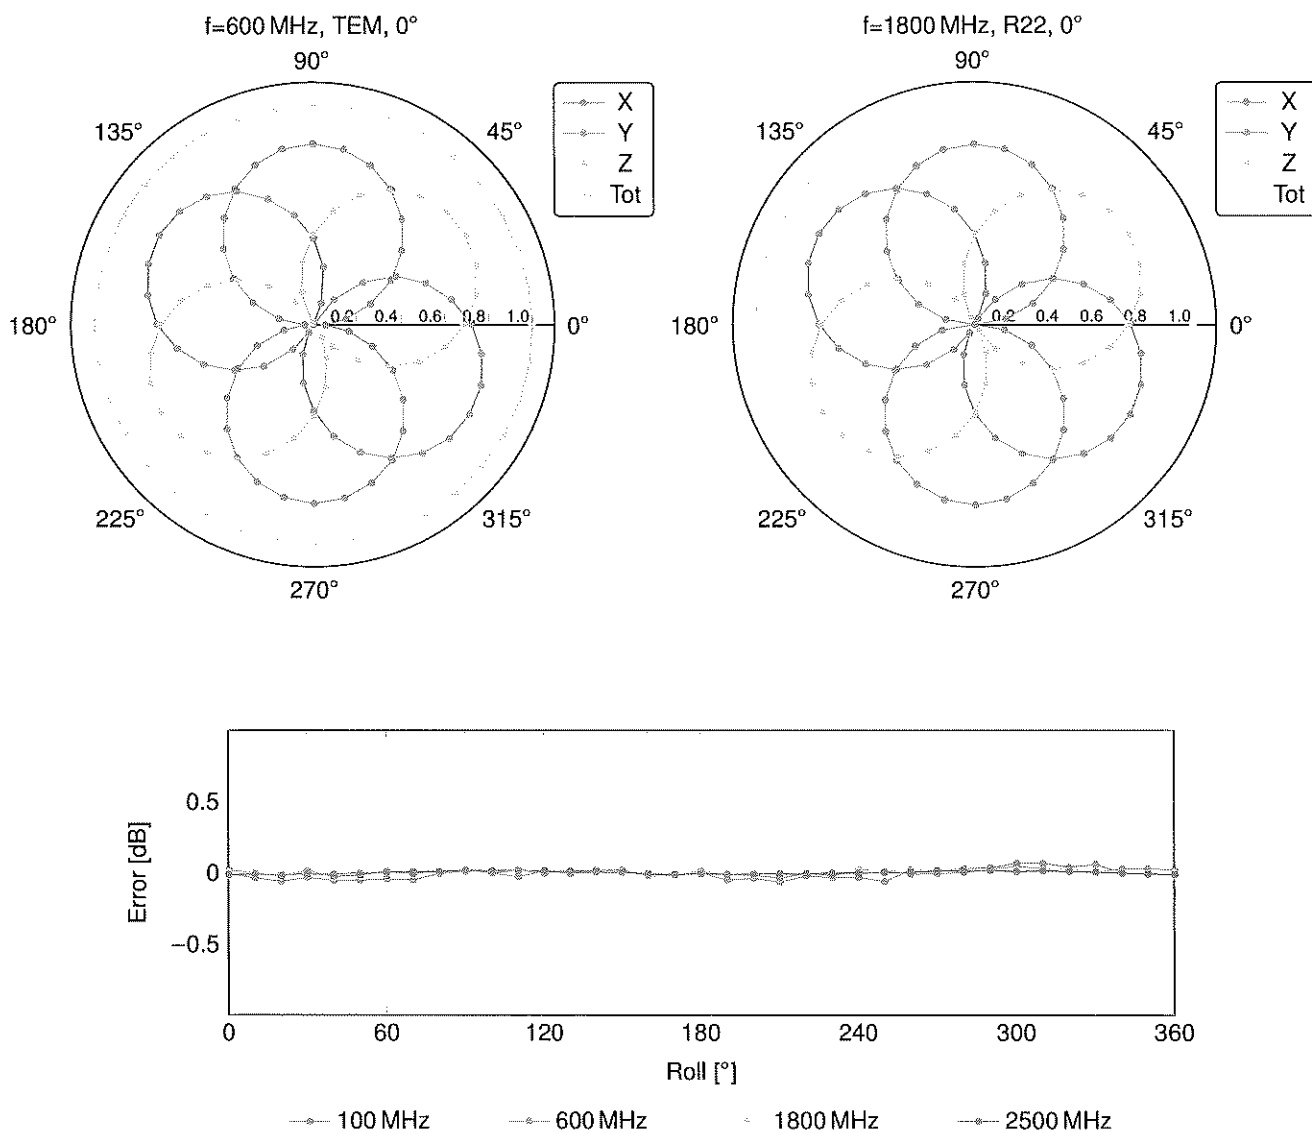 f=600 MHz, TEM, 0°
90°
135°
45°
X
Y
Z
Tot
180°
0.2 0.4 0.6 0.8 1.0
0°
225°
315°
270°
f=1800 MHz, R22, 0°
90°
135°
45°
X
Y
Z
Tot
180°
0.2 0.4 0.6 0.8 1.0
0°
225°
315°
270°
Error [dB]
0.5
0
−0.5
0 60 120 180 240 300 360
Roll [°]
100 MHz 600 MHz 1800 MHz 2500 MHz